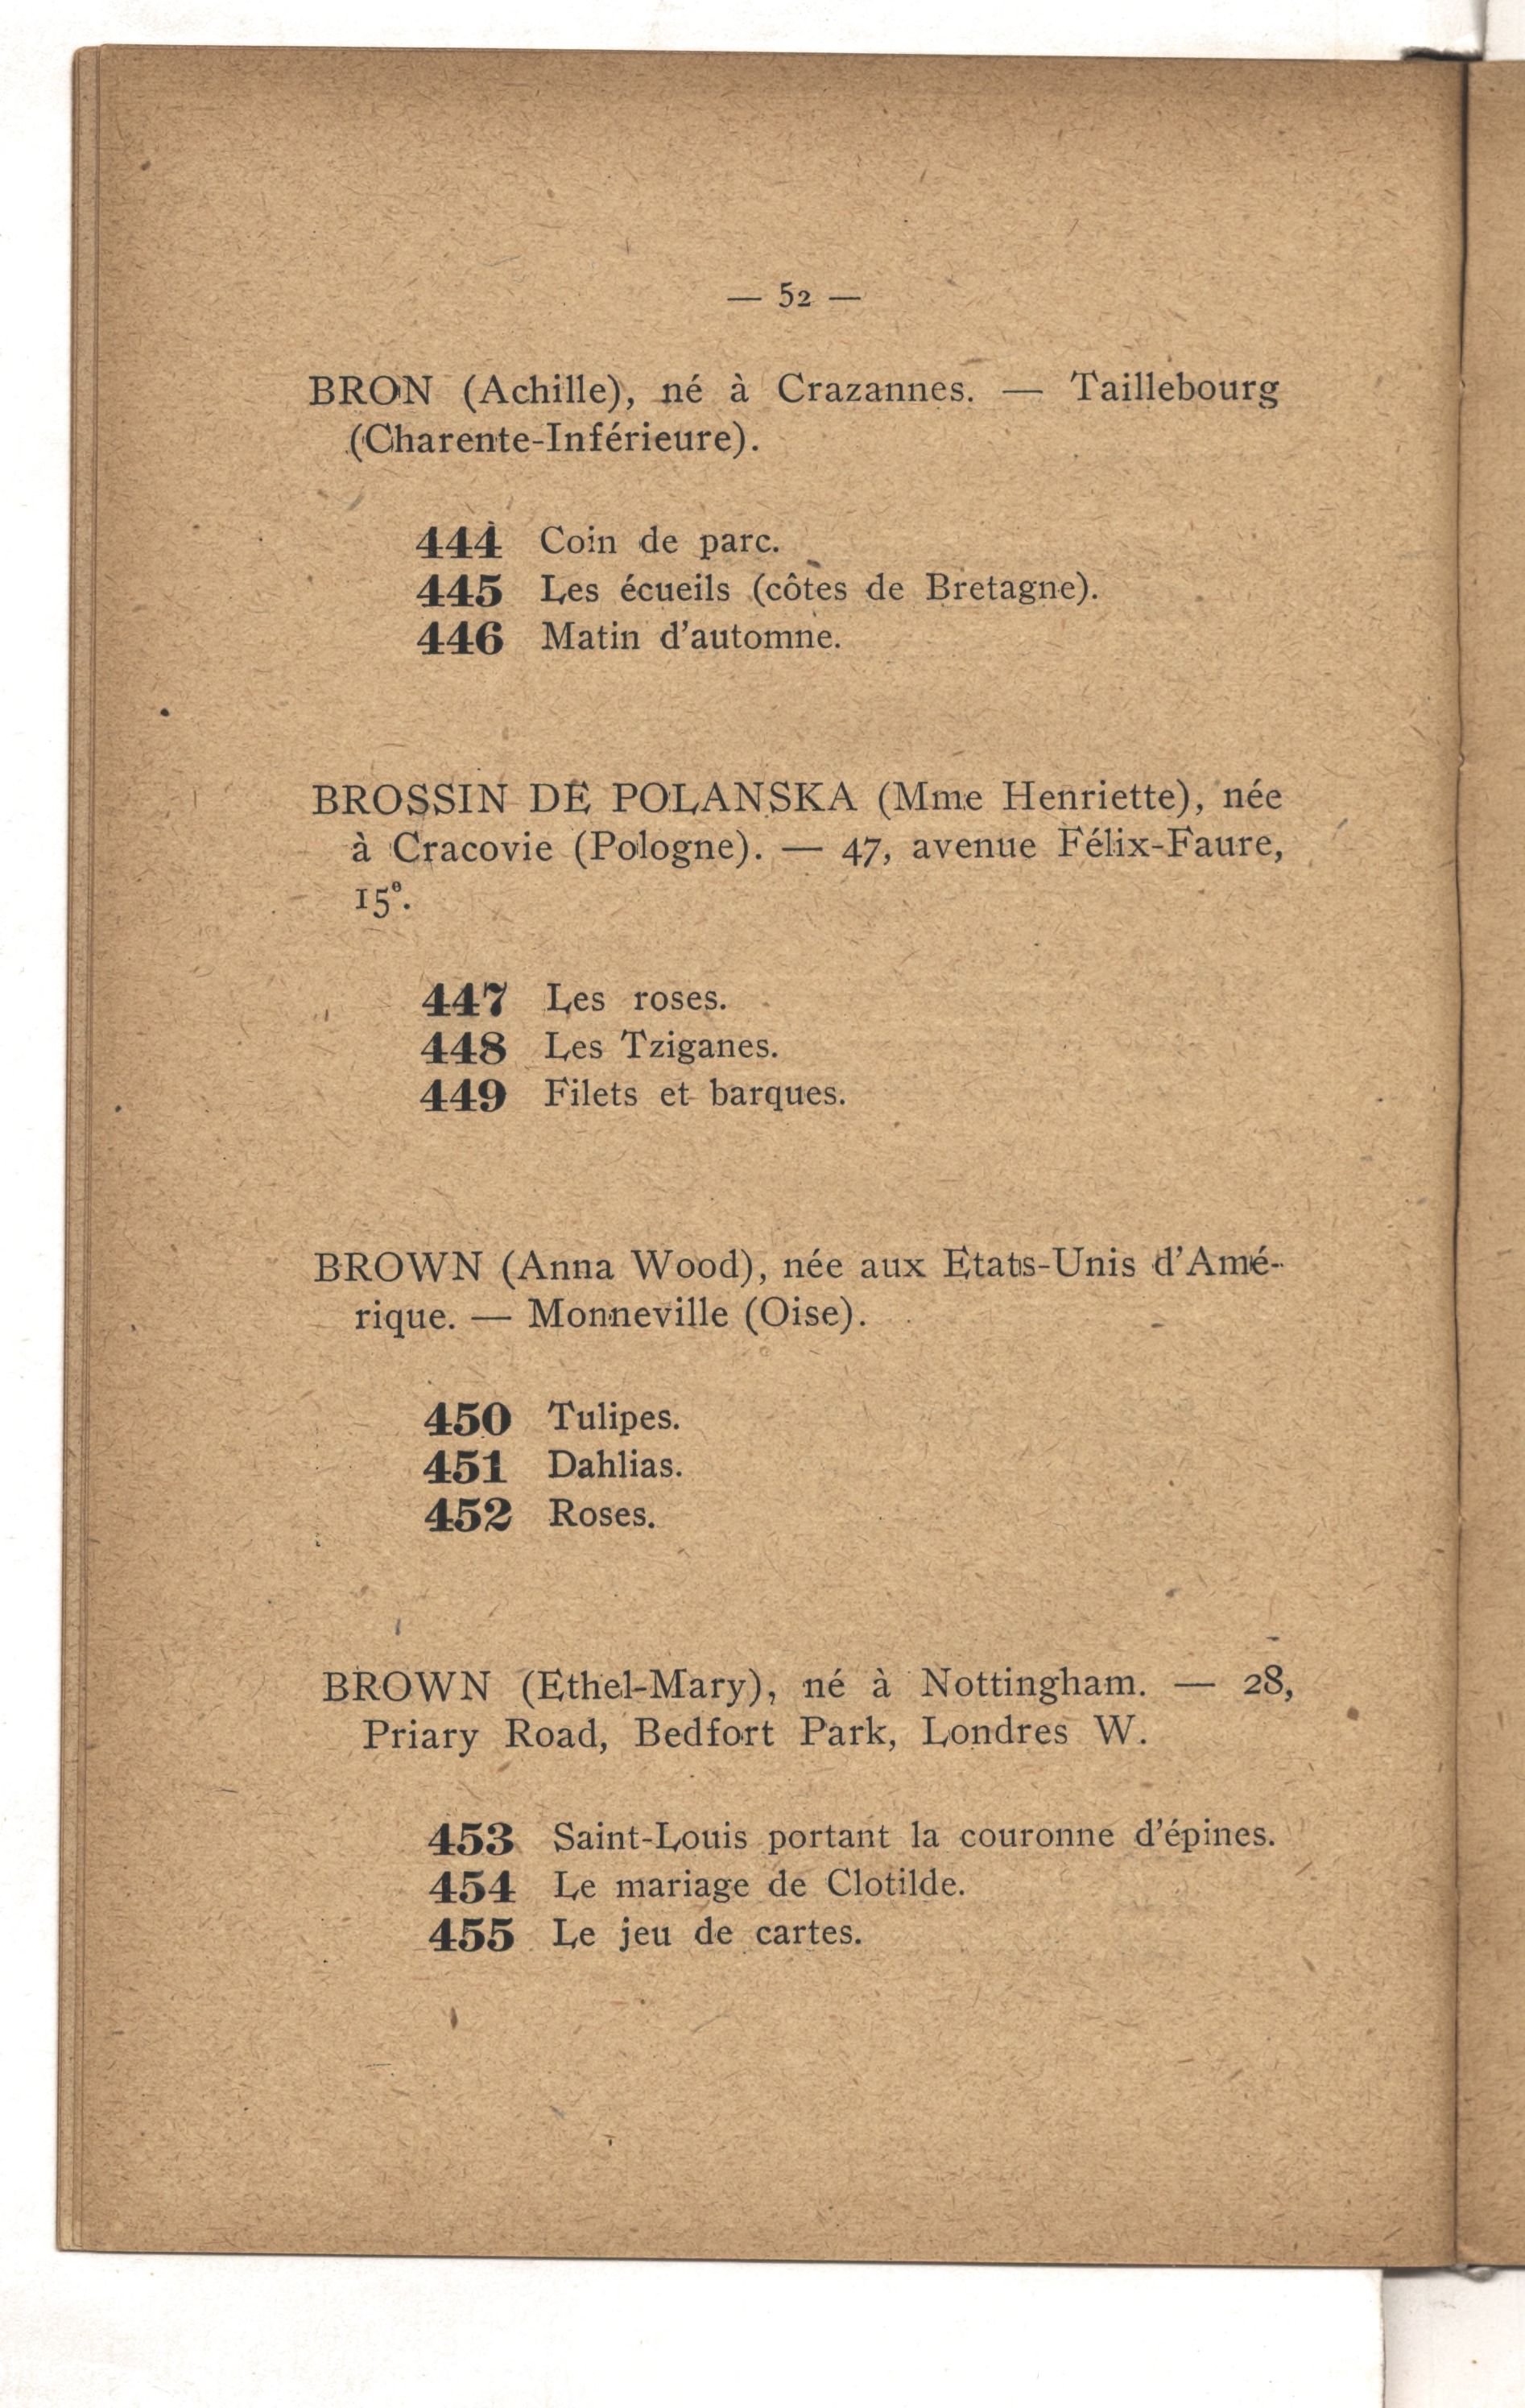 — 52 —
BRON (Achille), né à Crazannes. — Taillebourg
(Charente-Inférieure).
444 Coin de parc.
445 Les écueils (côtes de Bretagne).
446 Matin d'automne.
BROSSIN DE POLANSKA (Mme Henriette), née
à Cracovie (Pologne). — 47, avenue Félix-Faure,
15e.
447 Les roses.
448 Les Tziganes.
449 Filets et barques.
BROWN (Anna Wood), née aux Etats-Unis d'Amé-
rique. — Monneville (Oise).
450 Tulipes.
451 Dahlias.
452 Roses.
BROWN (Ethel-Mary), né à Nottingham. — 28,
Priary Road, Bedfort Park, Londres W.
453 Saint-Louis portant la couronne d'épines.
454 Le mariage de Clotilde.
455 Le jeu de cartes.